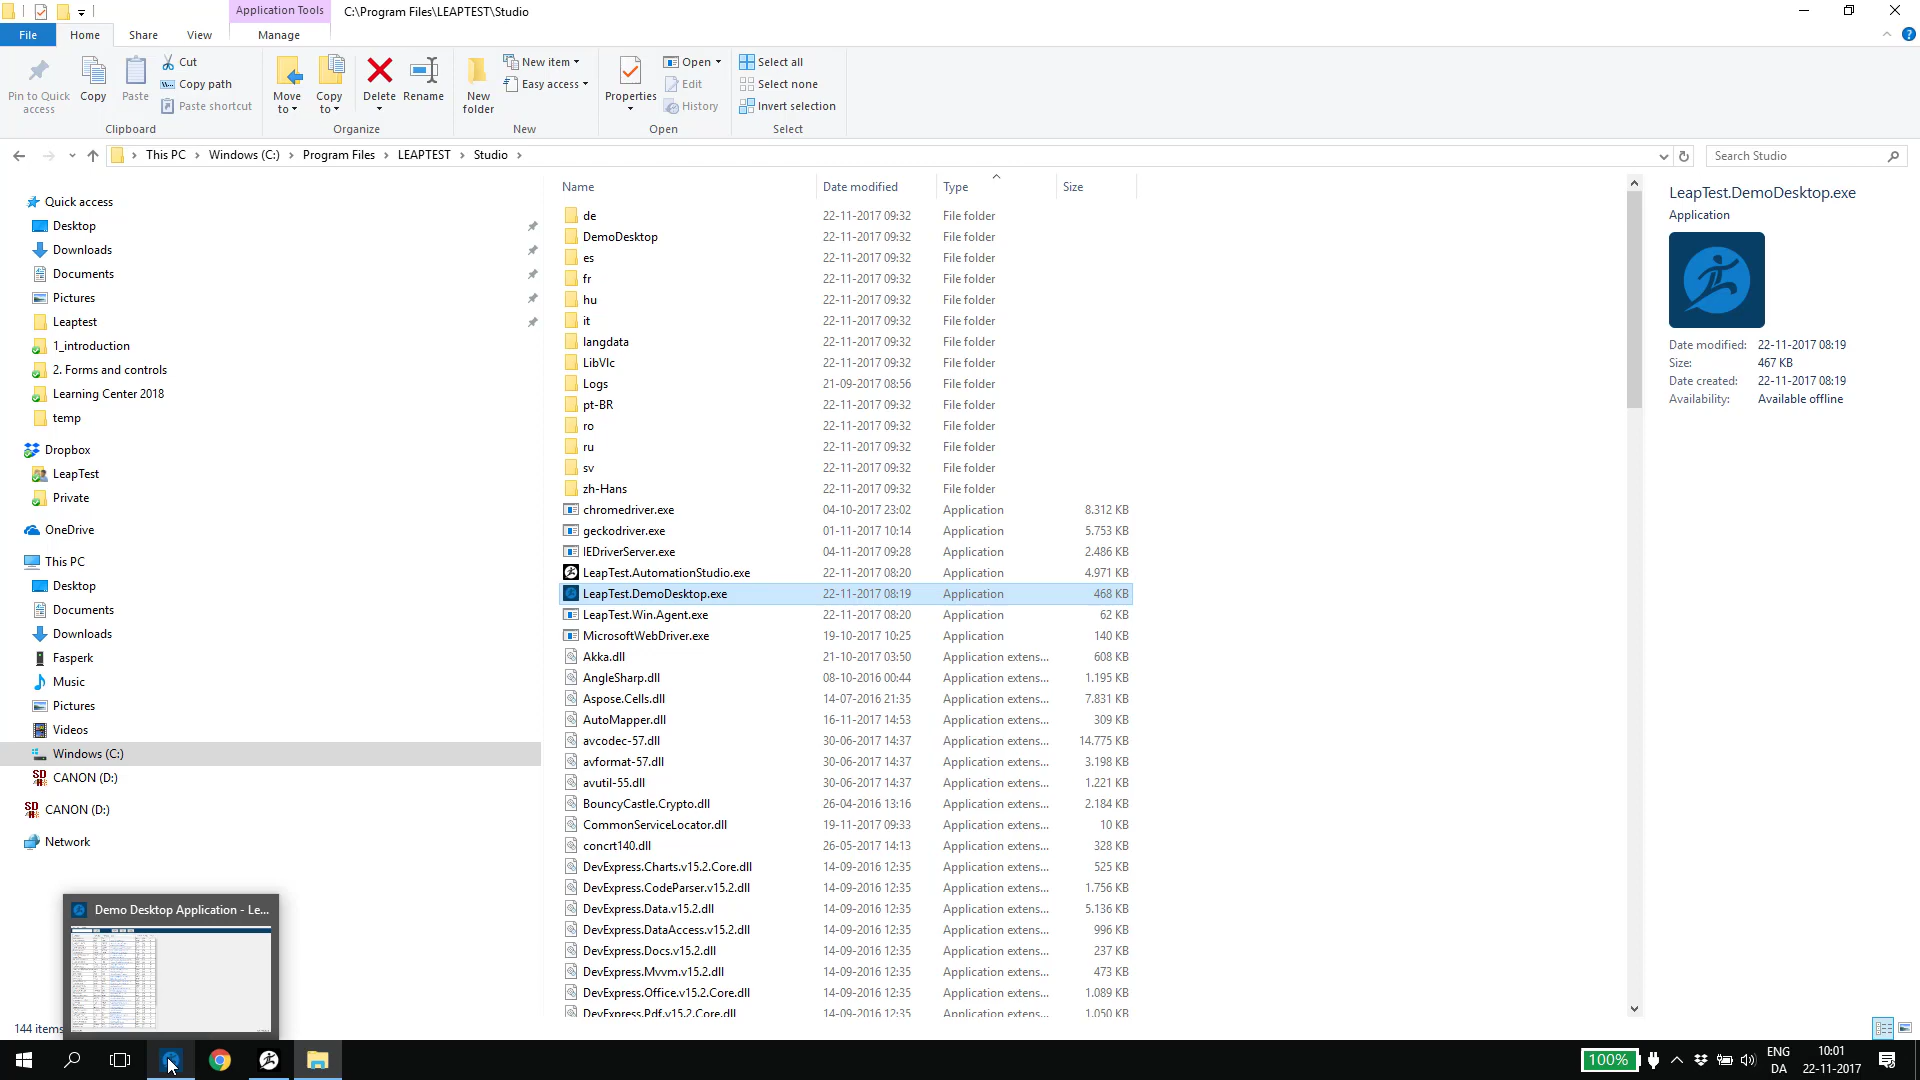 Application Tools
C:\Program Files\LEAPTEST\Studio
File
Home
Share
View
Manage
Pin to Quick access
Copy
Paste
Cut
Copy path
Paste shortcut
Clipboard
Move to
Copy to
Delete
Rename
Organize
New folder
New item
Easy access
New
Properties
Open
Edit
History
Open
Select all
Select none
Invert selection
Select
This PC
Windows (C:)
Program Files
LEAPTEST
Studio
Search Studio
Quick access
Desktop
Downloads
Documents
Pictures
Leaptest
1_introduction
2. Forms and controls
Learning Center 2018
temp
Dropbox
LeapTest
Private
OneDrive
This PC
Desktop
Documents
Downloads
Fasperk
Music
Pictures
Videos
Windows (C:)
CANON (D:)
CANON (D:)
Network
Name Date modified Type Size
de 22-11-2017 09:32 File folder
DemoDesktop 22-11-2017 09:32 File folder
es 22-11-2017 09:32 File folder
fr 22-11-2017 09:32 File folder
hu 22-11-2017 09:32 File folder
it 22-11-2017 09:32 File folder
langdata 22-11-2017 09:32 File folder
LibVlc 22-11-2017 09:32 File folder
Logs 21-09-2017 08:56 File folder
pt-BR 22-11-2017 09:32 File folder
ro 22-11-2017 09:32 File folder
ru 22-11-2017 09:32 File folder
sv 22-11-2017 09:32 File folder
zh-Hans 22-11-2017 09:32 File folder
chromedriver.exe 04-10-2017 23:02 Application 8.312 KB
geckodriver.exe 01-11-2017 10:14 Application 5.753 KB
IEDriverServer.exe 04-11-2017 09:28 Application 2.486 KB
LeapTest.AutomationStudio.exe 22-11-2017 08:20 Application 4.971 KB
LeapTest.DemoDesktop.exe 22-11-2017 08:19 Application 468 KB
LeapTest.Win.Agent.exe 22-11-2017 08:20 Application 62 KB
MicrosoftWebDriver.exe 19-10-2017 10:25 Application 140 KB
Akka.dll 21-10-2017 03:50 Application extens... 608 KB
AngleSharp.dll 08-10-2016 00:44 Application extens... 1.195 KB
Aspose.Cells.dll 14-07-2016 21:35 Application extens... 7.831 KB
AutoMapper.dll 16-11-2017 14:53 Application extens... 309 KB
avcodec-57.dll 30-06-2017 14:37 Application extens... 14.775 KB
avformat-57.dll 30-06-2017 14:37 Application extens... 3.198 KB
avutil-55.dll 30-06-2017 14:37 Application extens... 1.221 KB
BouncyCastle.Crypto.dll 26-04-2016 13:16 Application extens... 2.184 KB
CommonServiceLocator.dll 19-11-2017 09:33 Application extens... 10 KB
concrt140.dll 26-05-2017 14:13 Application extens... 328 KB
DevExpress.Charts.v15.2.Core.dll 14-09-2016 12:35 Application extens... 525 KB
DevExpress.CodeParser.v15.2.dll 14-09-2016 12:35 Application extens... 1.756 KB
DevExpress.Data.v15.2.dll 14-09-2016 12:35 Application extens... 5.136 KB
DevExpress.DataAccess.v15.2.dll 14-09-2016 12:35 Application extens... 996 KB
DevExpress.Docs.v15.2.dll 14-09-2016 12:35 Application extens... 237 KB
DevExpress.Mvvm.v15.2.dll 14-09-2016 12:35 Application extens... 473 KB
DevExpress.Office.v15.2.Core.dll 14-09-2016 12:35 Application extens... 1.089 KB
DevExpress.Pdf.v15.2.Core.dll 14-09-2016 12:35 Application extens... 1.050 KB
LeapTest.DemoDesktop.exe
Application
Date modified: 22-11-2017 08:19
Size: 467 KB
Date created: 22-11-2017 08:19
Availability: Available offline
Demo Desktop Application - Le...
144 items
100%
ENG
DA
10:01
22-11-2017